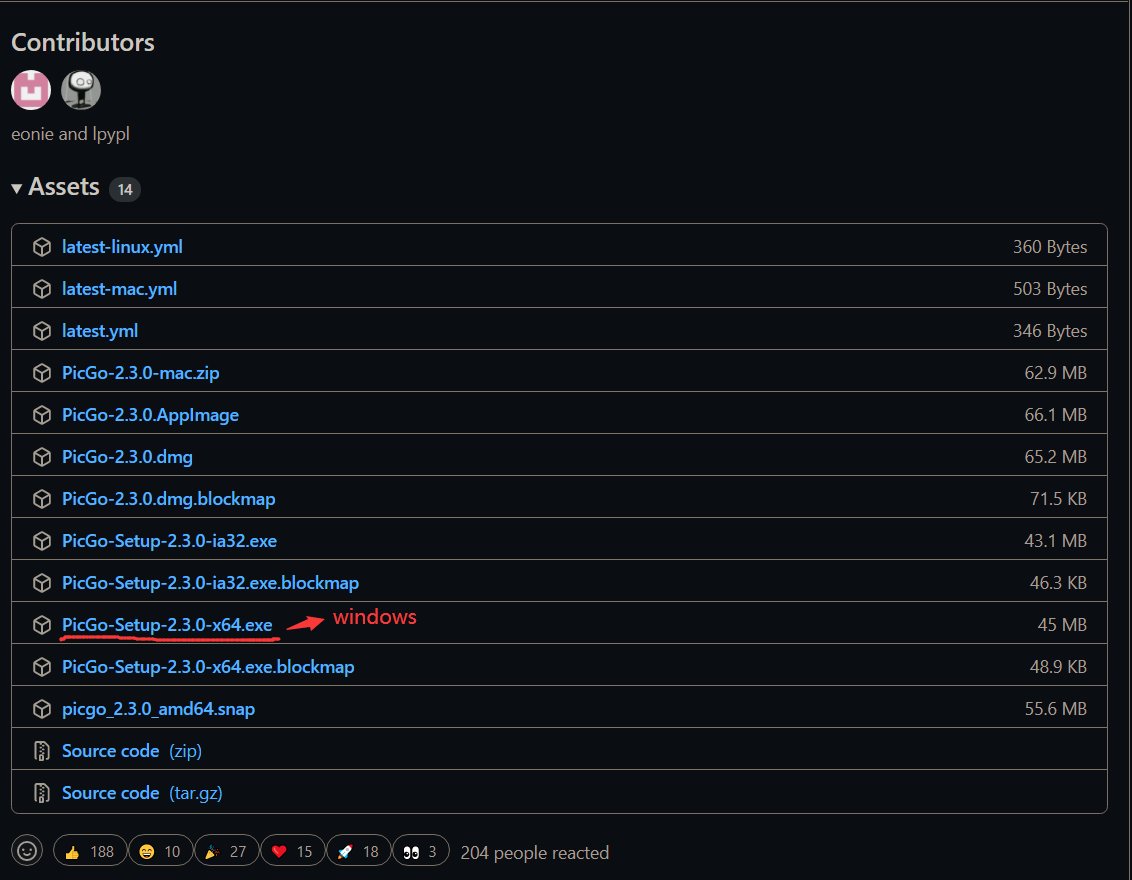 Contributors
eonie and lpypl
Assets 14
latest-linux.yml 360 Bytes
latest-mac.yml 503 Bytes
latest.yml 346 Bytes
PicGo-2.3.0-mac.zip 62.9 MB
PicGo-2.3.0.AppImage 66.1 MB
PicGo-2.3.0.dmg 65.2 MB
PicGo-2.3.0.dmg.blockmap 71.5 KB
PicGo-Setup-2.3.0-ia32.exe 43.1 MB
PicGo-Setup-2.3.0-ia32.exe.blockmap 46.3 KB
PicGo-Setup-2.3.0-x64.exe windows 45 MB
PicGo-Setup-2.3.0-x64.exe.blockmap 48.9 KB
picgo_2.3.0_amd64.snap 55.6 MB
Source code (zip)
Source code (tar.gz)
188 10 27 15 18 3 204 people reacted